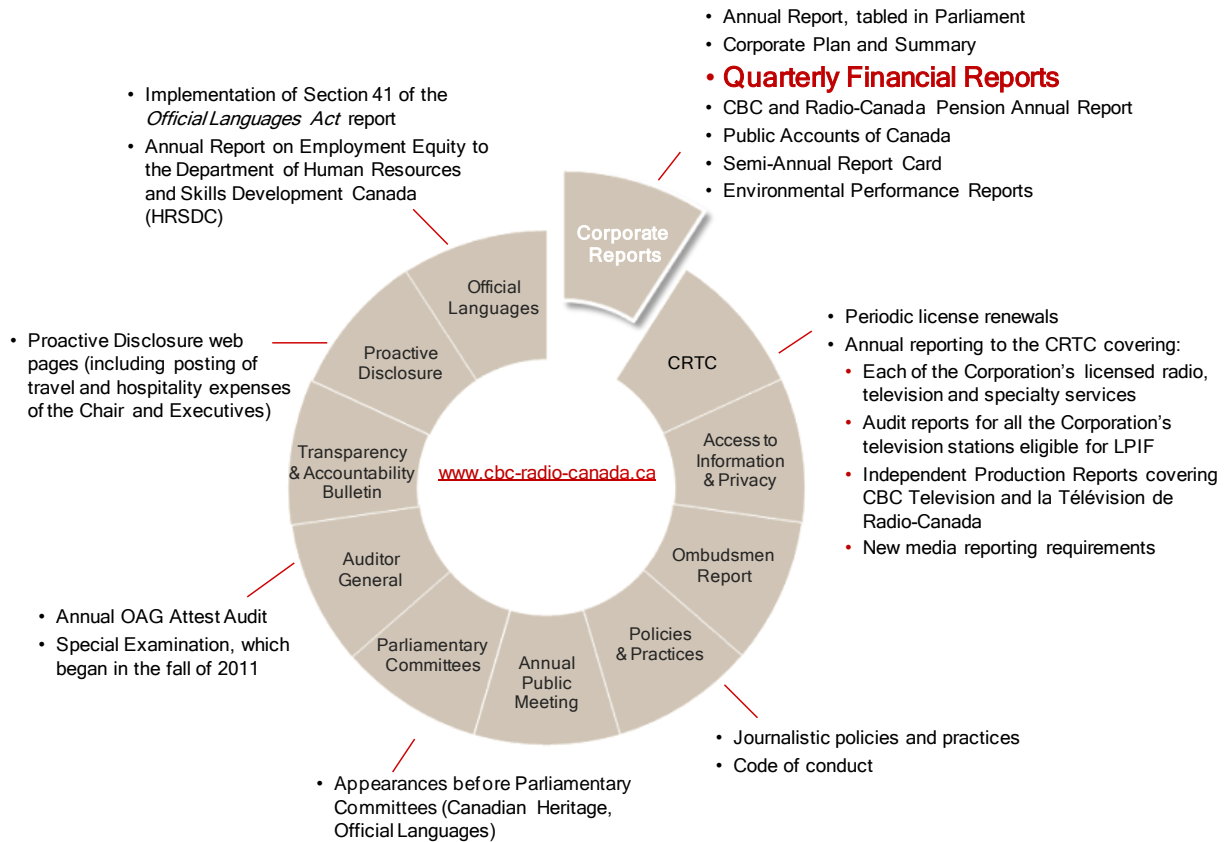 • Annual Report, tabled in Parliament
• Corporate Plan and Summary
• Quarterly Financial Reports
• CBC and Radio-Canada Pension Annual Report
• Public Accounts of Canada
• Semi-Annual Report Card
• Environmental Performance Reports
• Implementation of Section 41 of the
Official Languages Act report
• Annual Report on Employment Equity to
the Department of Human Resources
and Skills Development Canada
(HRSDC)
Corporate
Reports
Official
Languages
• Periodic license renewals
• Annual reporting to the CRTC covering:
• Each of the Corporation's licensed radio,
television and specialty services
• Audit reports for all the Corporation's
television stations eligible for LPIF
• Independent Production Reports covering
CBC Television and la Télévision de
Radio-Canada
• New media reporting requirements
CRTC
• Proactive Disclosure web
pages (including posting of
travel and hospitality expenses
of the Chair and Executives)
Proactive
Disclosure
Access to
Information
& Privacy
Transparency
& Accountability
Bulletin
www.cbc-radio-canada.ca
Ombudsmen
Report
Auditor
General
• Annual OAG Attest Audit
• Special Examination, which
began in the fall of 2011
Policies
& Practices
Parliamentary
Committees
Annual
Public
Meeting
• Journalistic policies and practices
• Code of conduct
• Appearances before Parliamentary
Committees (Canadian Heritage,
Official Languages)